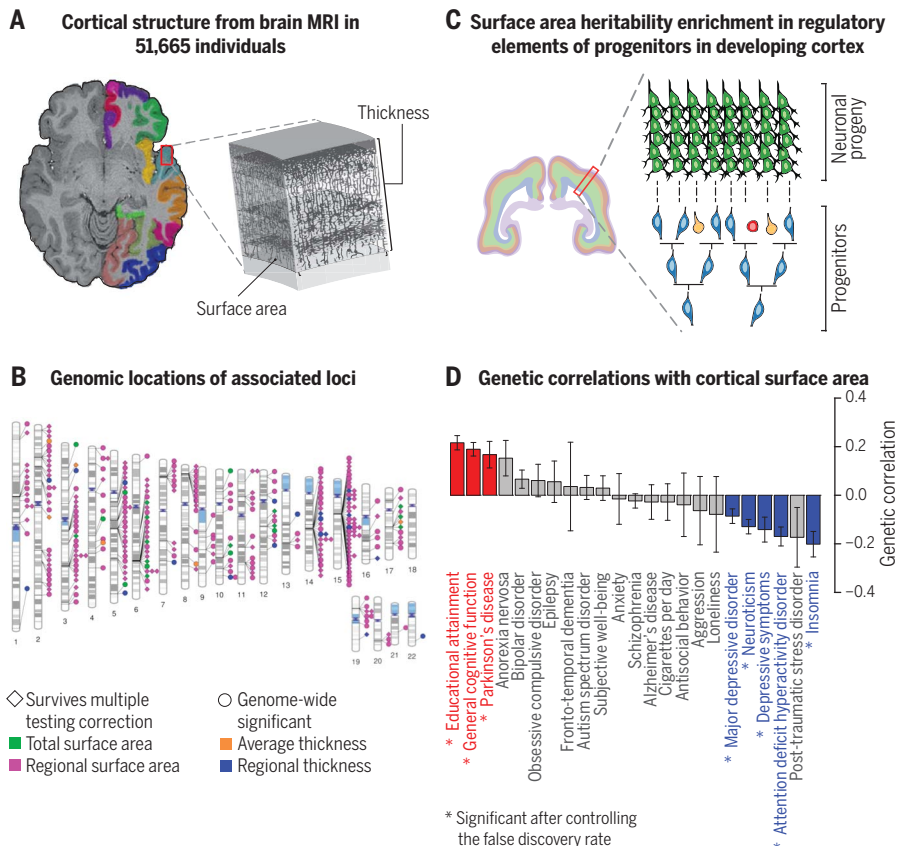 A Cortical structure from brain MRI in
51,665 individuals
Thickness
Surface area
C Surface area heritability enrichment in regulatory
elements of progenitors in developing cortex
Neuronal
progeny
Progenitors
B Genomic locations of associated loci
1
2
3
4
5
6
7
8
9
10
11
12
13
14
15
16
17
18
19
20
21
22
Survives multiple
testing correction
Genome-wide
significant
Total surface area
Average thickness
Regional surface area
Regional thickness
D Genetic correlations with cortical surface area
0.4
0.2
0.0
−0.2
−0.4
Genetic correlation
* Educational attainment
* General cognitive function
* Parkinson's disease
Anorexia nervosa
Bipolar disorder
Obsessive compulsive disorder
Epilepsy
Fronto-temporal dementia
Autism spectrum disorder
Subjective well-being
Anxiety
Schizophrenia
Alzheimer's disease
Cigarettes per day
Antisocial behavior
Aggression
Loneliness
* Major depressive disorder
* Neuroticism
* Depressive symptoms
* Attention deficit hyperactivity disorder
Post-traumatic stress disorder
* Insomnia
* Significant after controlling
the false discovery rate